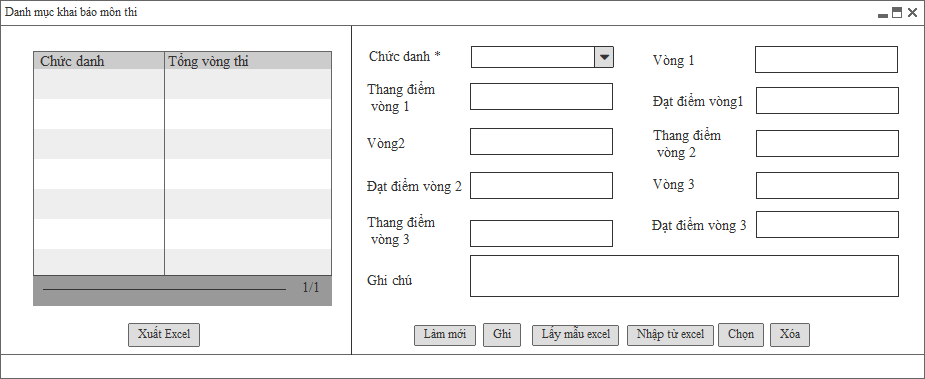 Danh mục khai báo môn thi
Chức danh
Tổng vòng thi
1/1
Xuất Excel
Chức danh *
Vòng 1
Thang điểm
vòng 1
Đạt điểm vòng1
Vòng2
Thang điểm
vòng 2
Đạt điểm vòng 2
Vòng 3
Thang điểm
vòng 3
Đạt điểm vòng 3
Ghi chú
Làm mới
Ghi
Lấy mẫu excel
Nhập từ excel
Chọn
Xóa